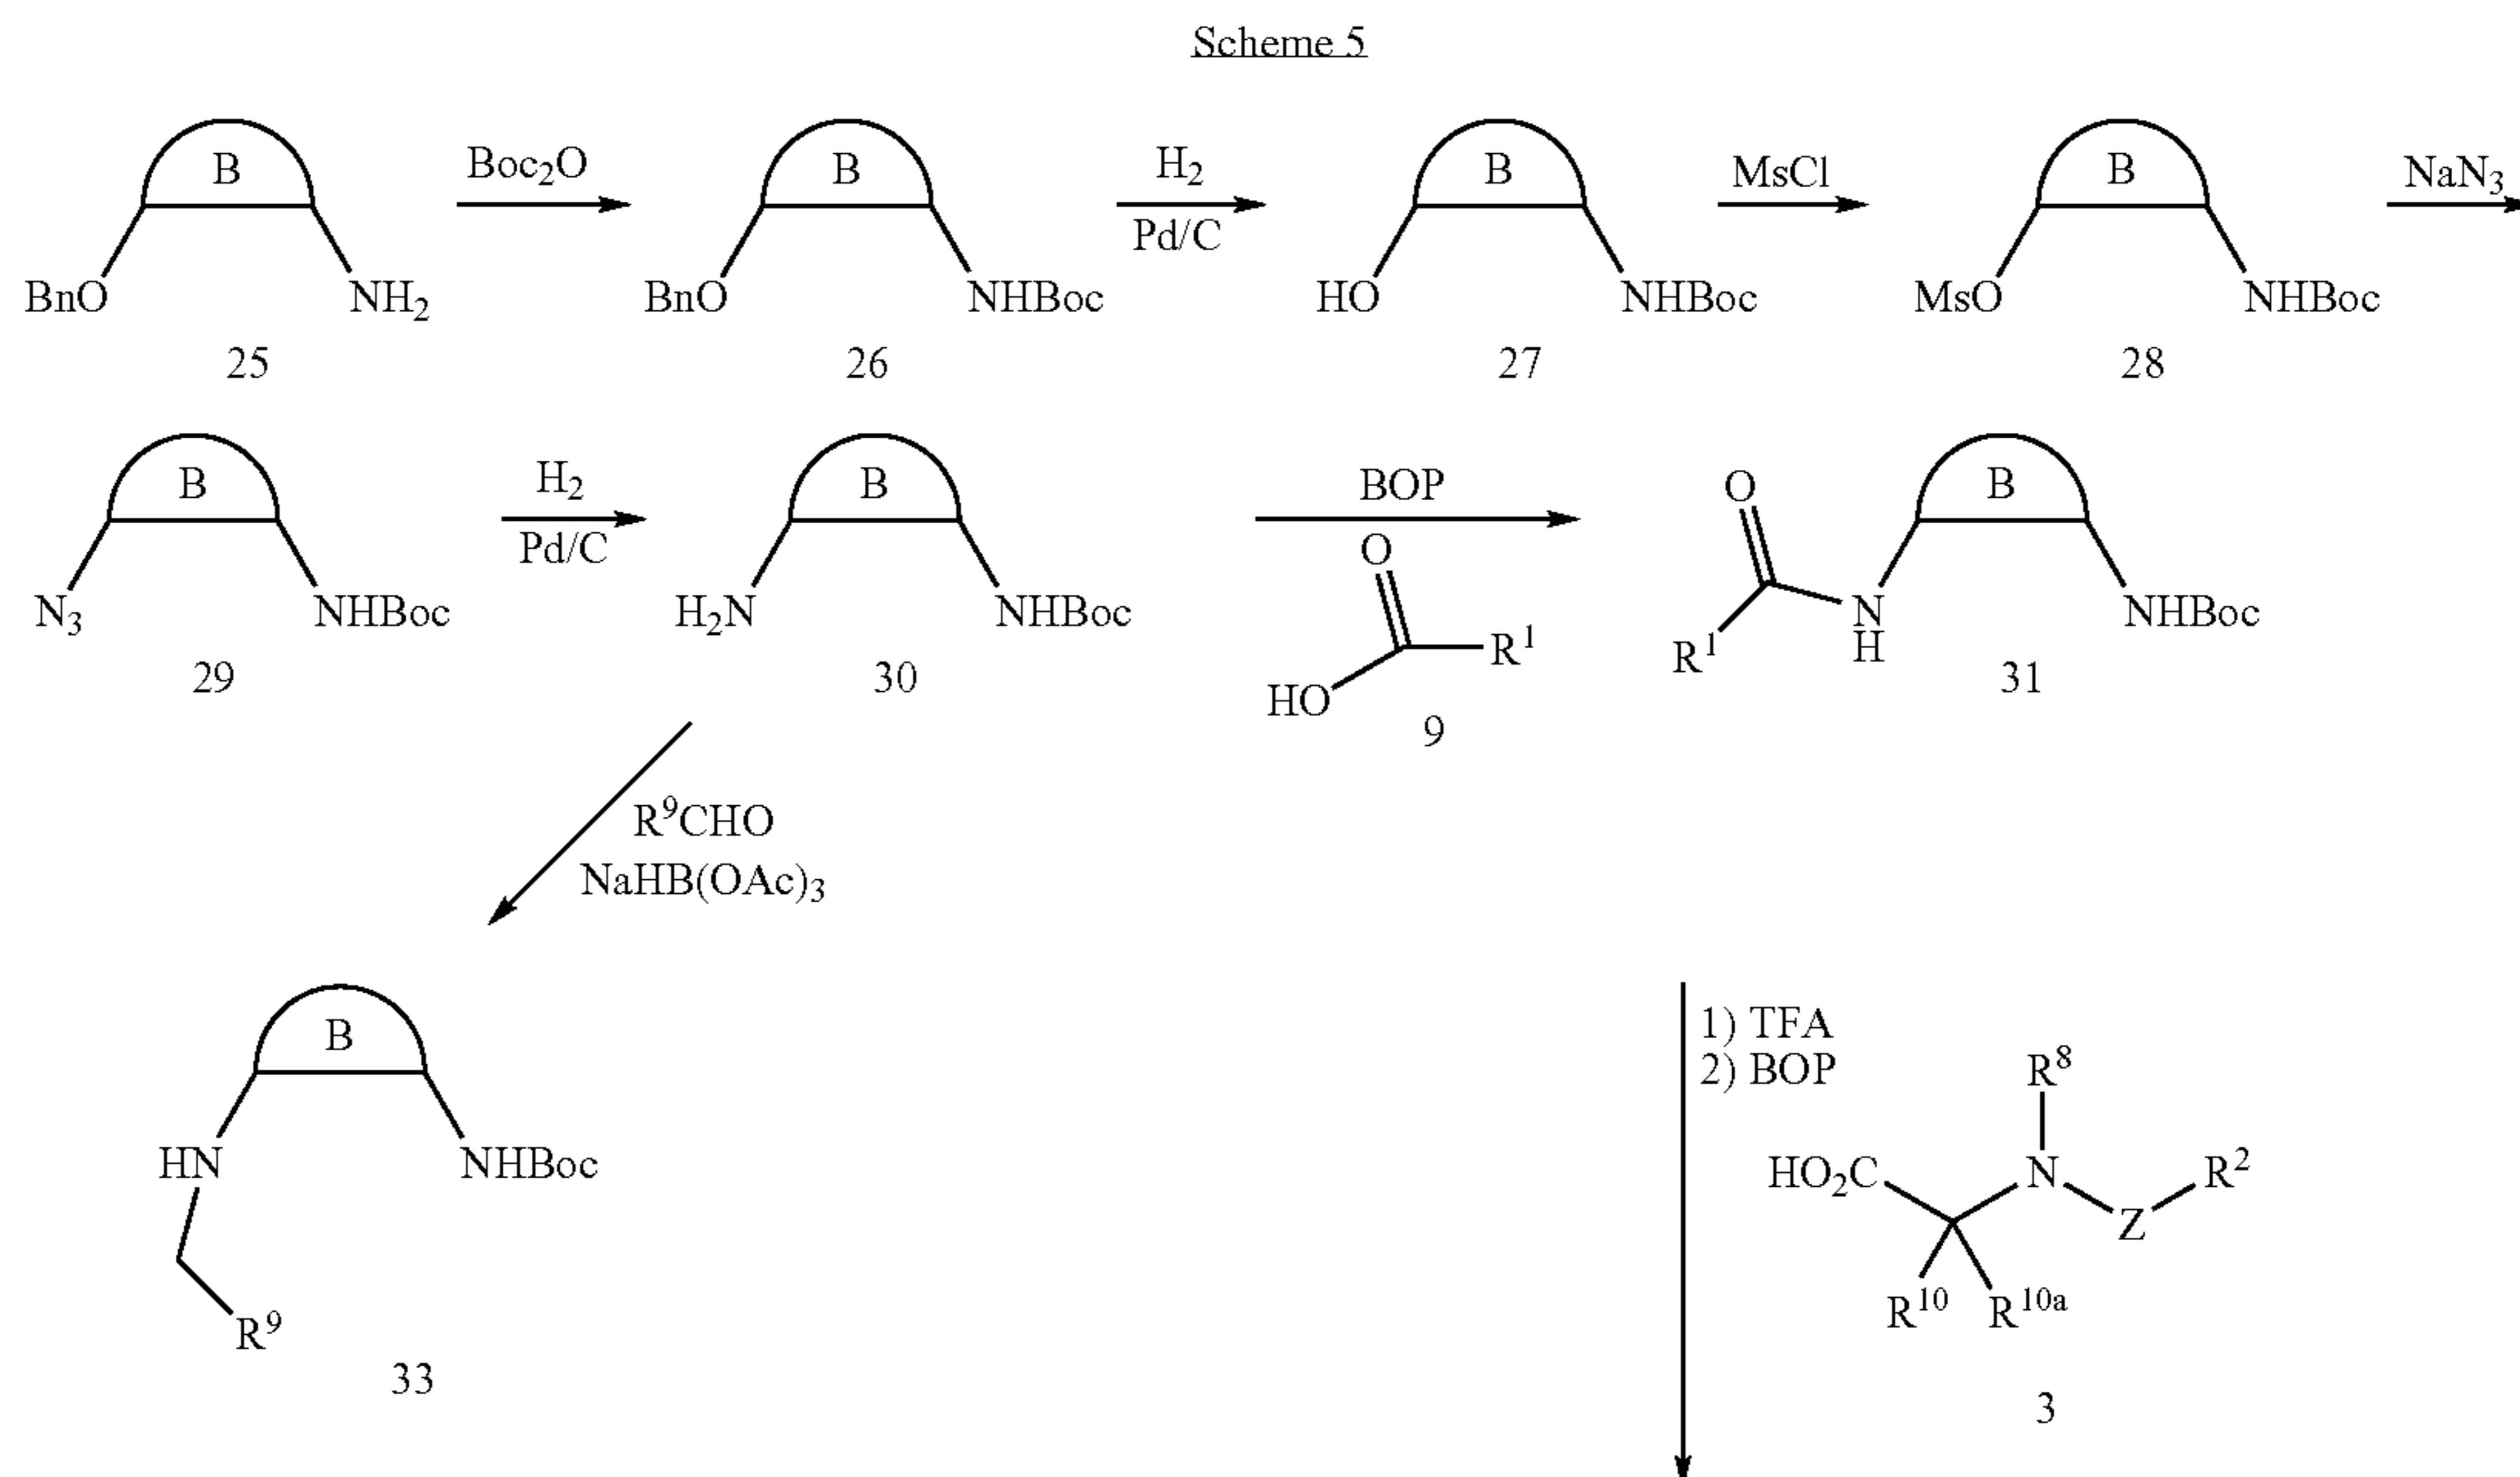 Scheme 5
B
Boc2O
B
H2
Pd/C
B
MsCl
B
NaN3
BnO
NH2
BnO
NHBoc
HO
NHBoc
MsO
NHBoc
25
26
27
28
B
H2
Pd/C
B
BOP
O
HO
R1
9
O
B
N3
NHBoc
H2N
NHBoc
R1
N
H
NHBoc
29
30
31
R9CHO
NaHB(OAc)3
B
HN
NHBoc
R9
33
1) TFA
2) BOP
R8
HO2C
N
R2
Z
R10
R10a
3